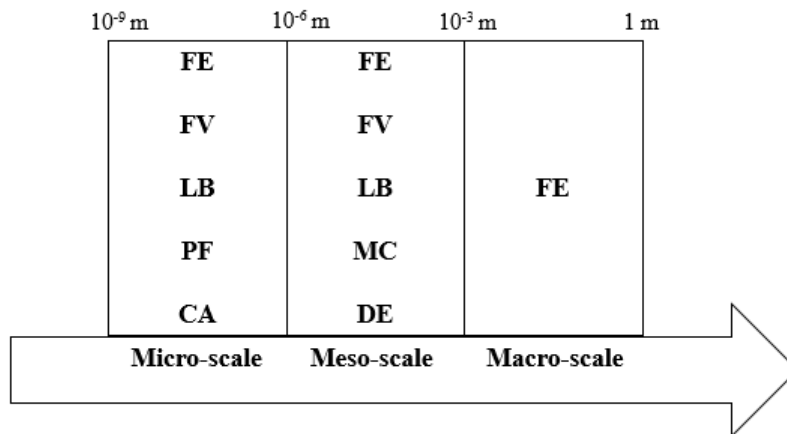 10⁻⁹ m 10⁻⁶ m 10⁻³ m 1 m
FE FE
FV FV
LB LB FE
PF MC
CA DE
Micro-scale Meso-scale Macro-scale